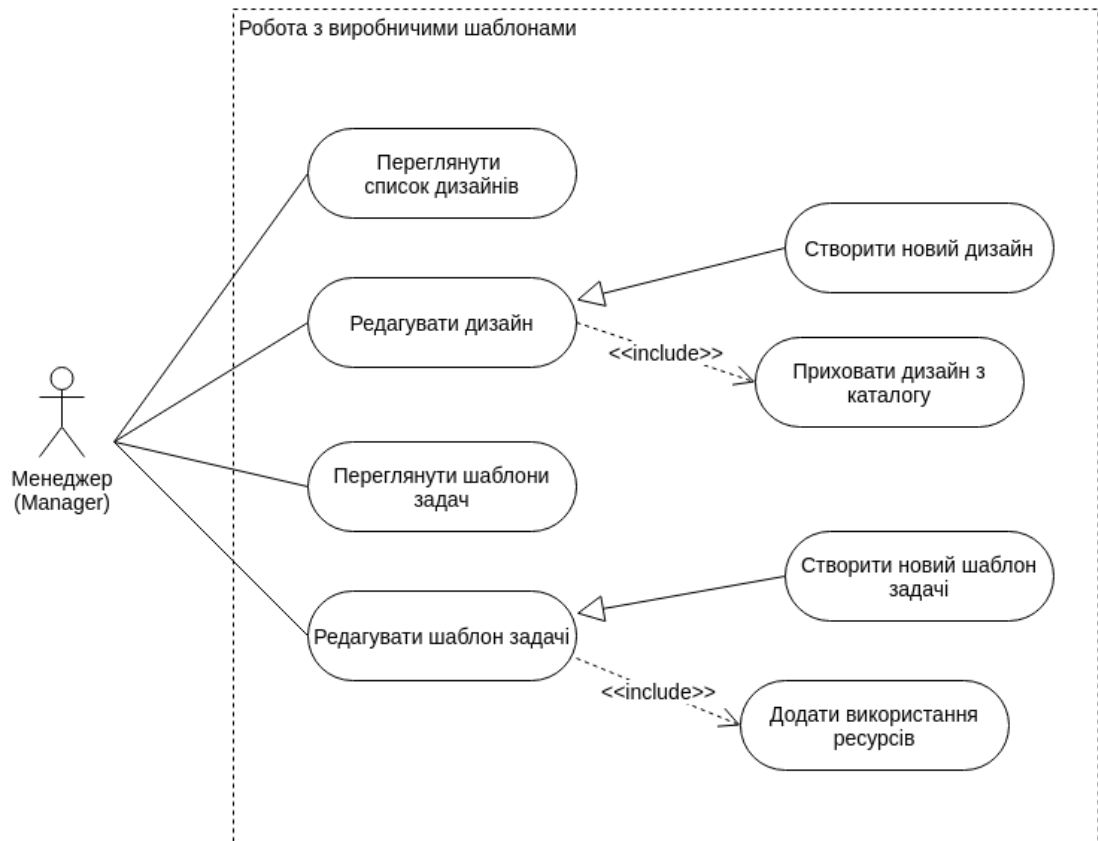 Робота з виробничими шаблонами
Переглянути
список дизайнів
Створити новий дизайн
Редагувати дизайн
<<include>>
Приховати дизайн з
каталогу
Менеджер
(Manager)
Переглянути шаблони
задач
Створити новий шаблон
задачі
Редагувати шаблон задачі
<<include>>
Додати використання
ресурсів